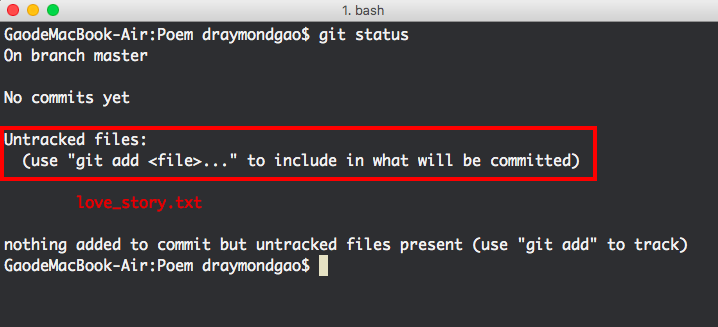 1. bash
GaodeMacBook-Air:Poem draymondgao$ git status
On branch master
No commits yet
Untracked files:
(use "git add <file>..." to include in what will be committed)
love_story.txt
nothing added to commit but untracked files present (use "git add" to track)
GaodeMacBook-Air:Poem draymondgao$